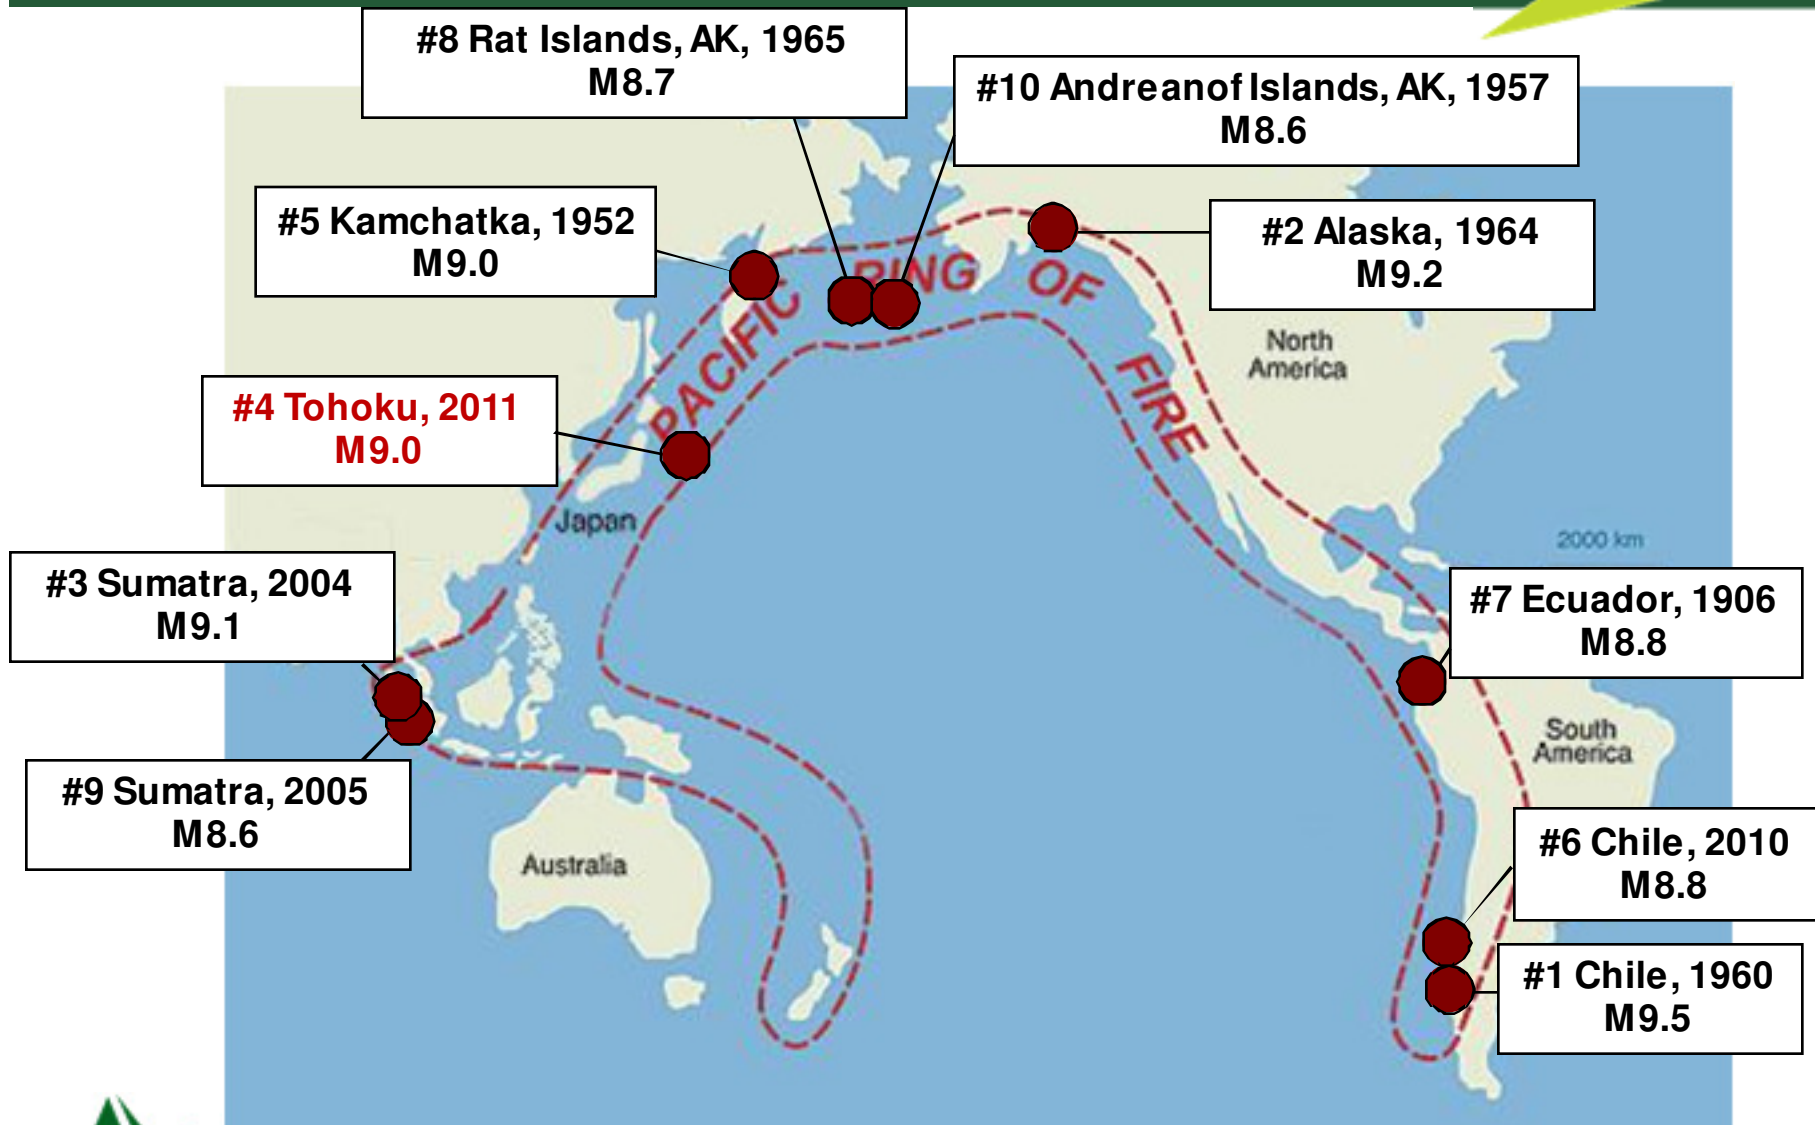 #8 Rat Islands, AK, 1965
M8.7
#10 Andreanof Islands, AK, 1957
M8.6
#5 Kamchatka, 1952
M9.0
#2 Alaska, 1964
M9.2
PACIFIC RING OF FIRE
North
America
#4 Tohoku, 2011
M9.0
Japan
2000 km
#3 Sumatra, 2004
M9.1
#7 Ecuador, 1906
M8.8
South
America
#9 Sumatra, 2005
M8.6
Australia
#6 Chile, 2010
M8.8
#1 Chile, 1960
M9.5